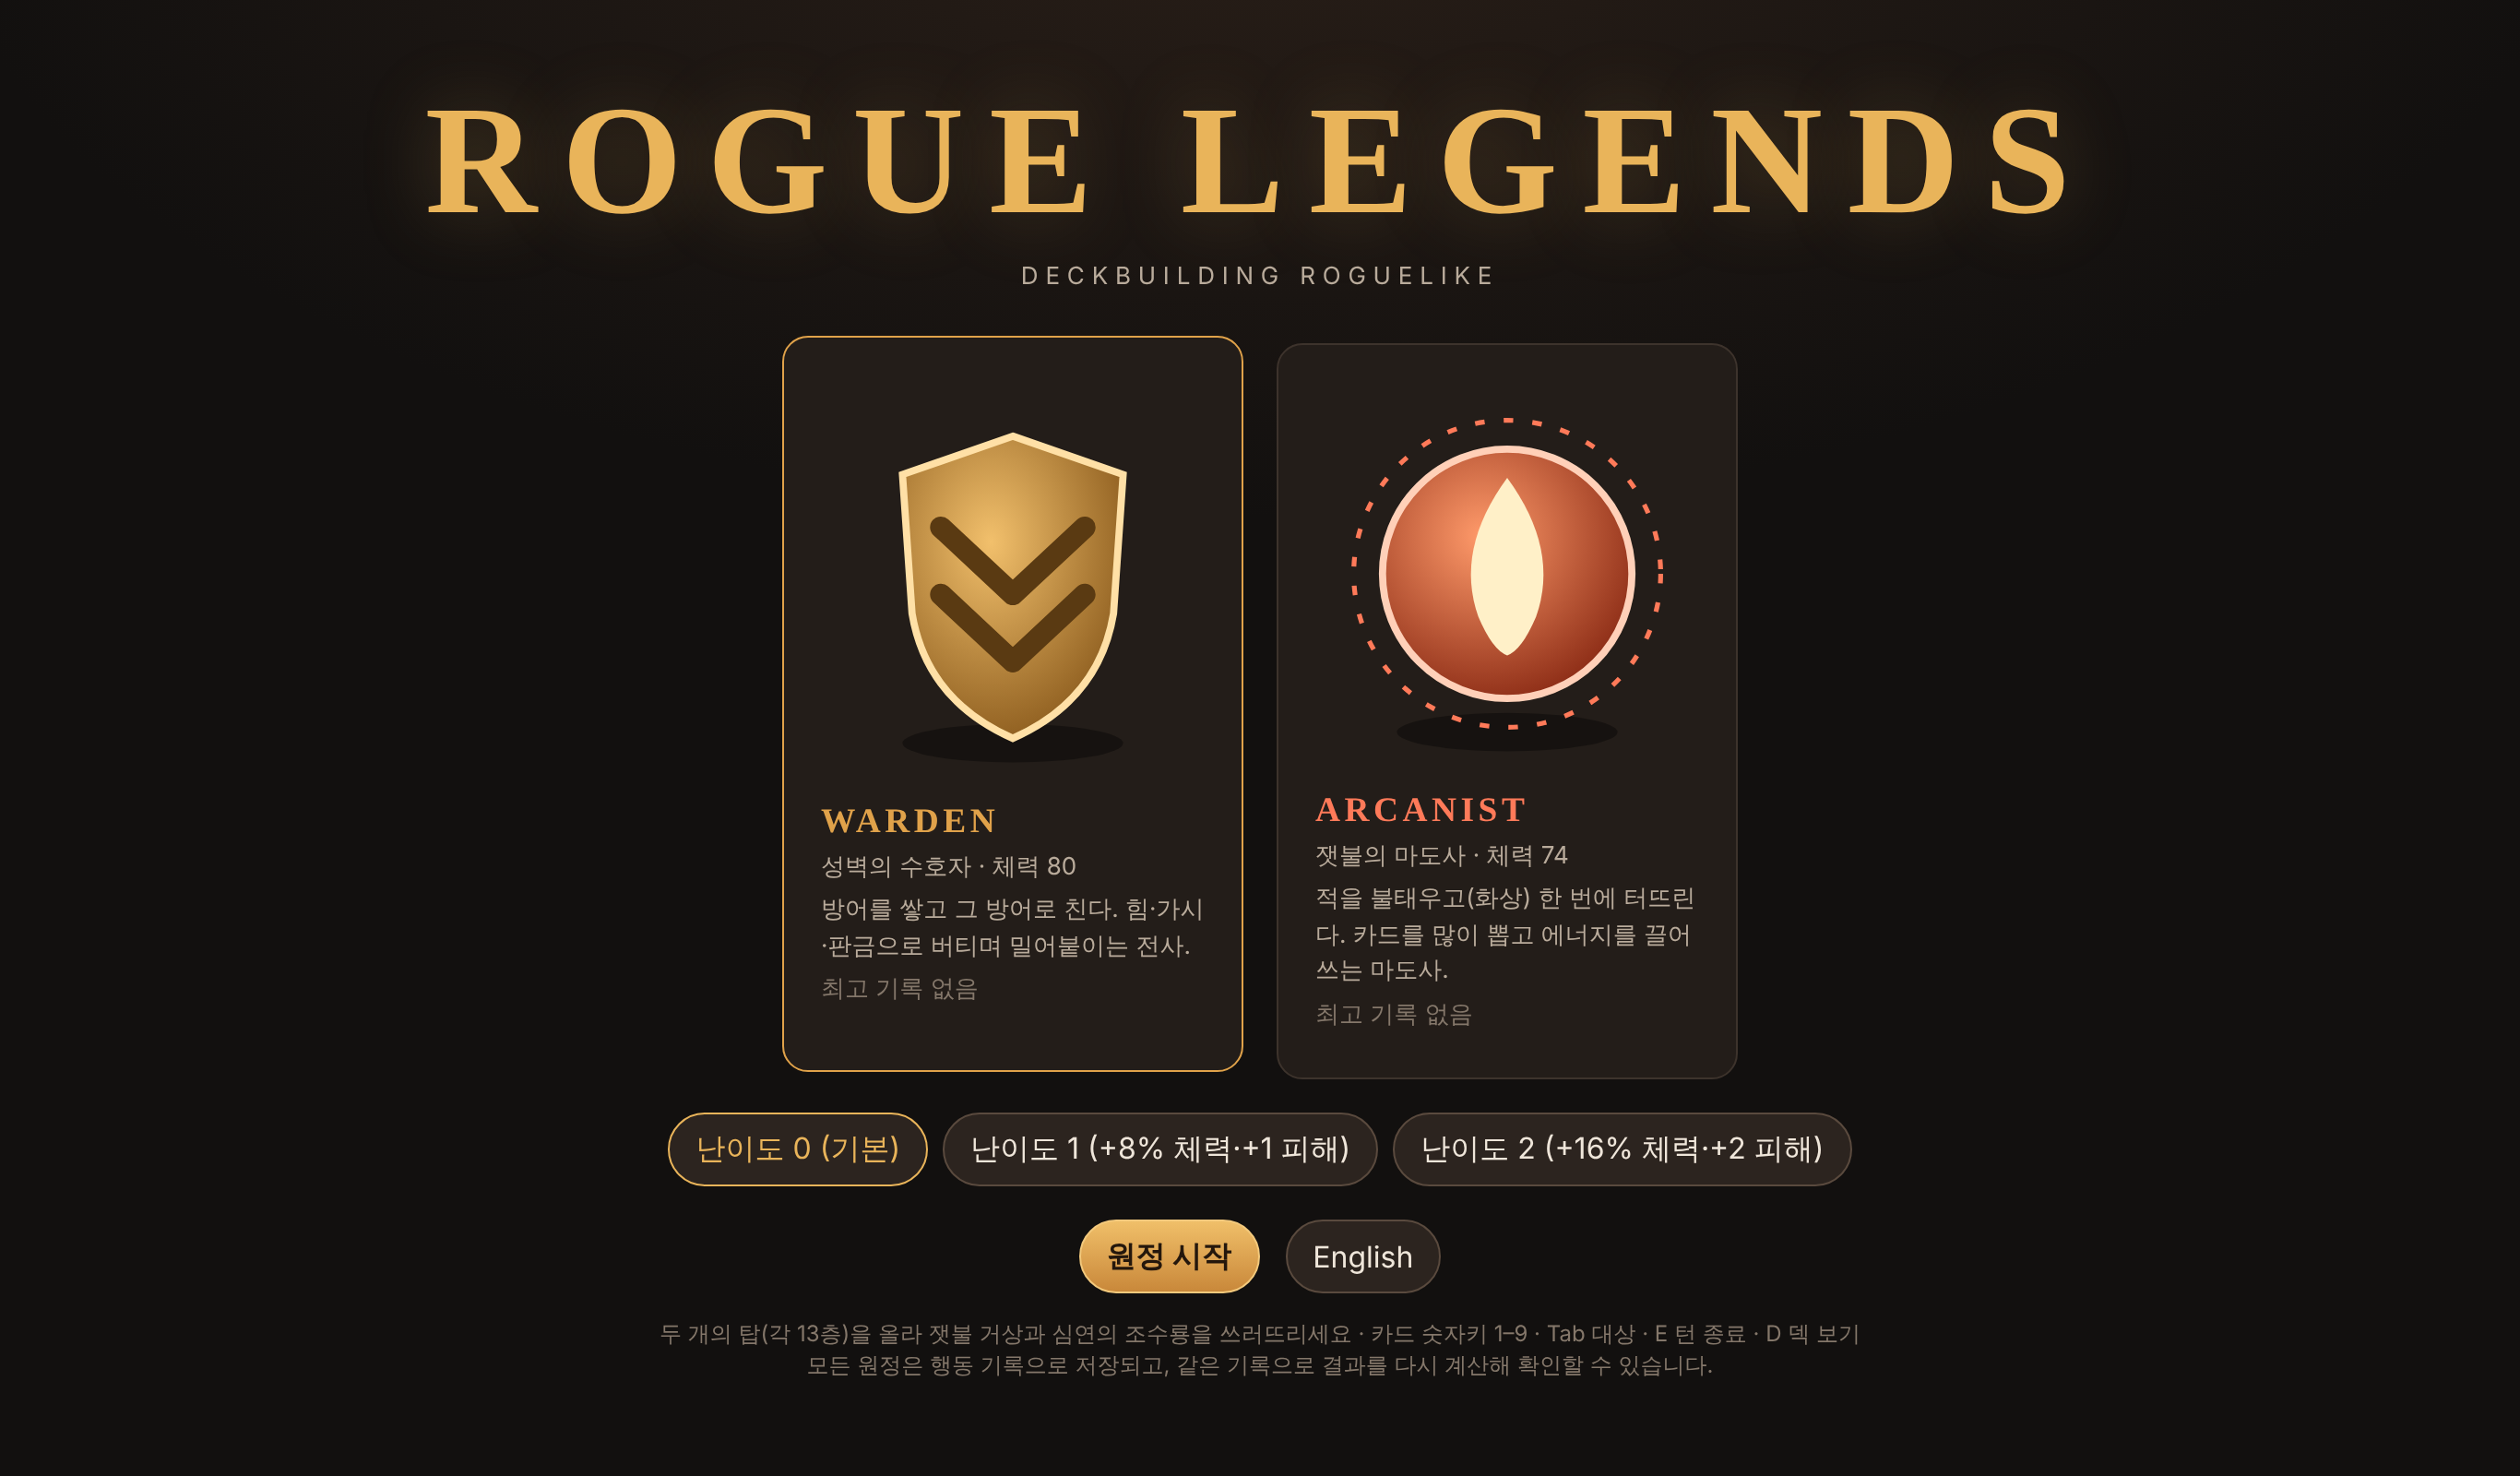 ROGUE LEGENDS
DECKBUILDING ROGUELIKE
WARDEN
성벽의 수호자 · 체력 80
방어를 쌓고 그 방어로 친다. 힘·가시
·판금으로 버티며 밀어붙이는 전사.
최고 기록 없음
ARCANIST
잿불의 마도사 · 체력 74
적을 불태우고(화상) 한 번에 터뜨린
다. 카드를 많이 뽑고 에너지를 끌어
쓰는 마도사.
최고 기록 없음
난이도 0 (기본)
난이도 1 (+8% 체력·+1 피해)
난이도 2 (+16% 체력·+2 피해)
원정 시작
English
두 개의 탑(각 13층)을 올라 잿불 거상과 심연의 조수룡을 쓰러뜨리세요 · 카드 숫자키 1–9 · Tab 대상 · E 턴 종료 · D 덱 보기
모든 원정은 행동 기록으로 저장되고, 같은 기록으로 결과를 다시 계산해 확인할 수 있습니다.